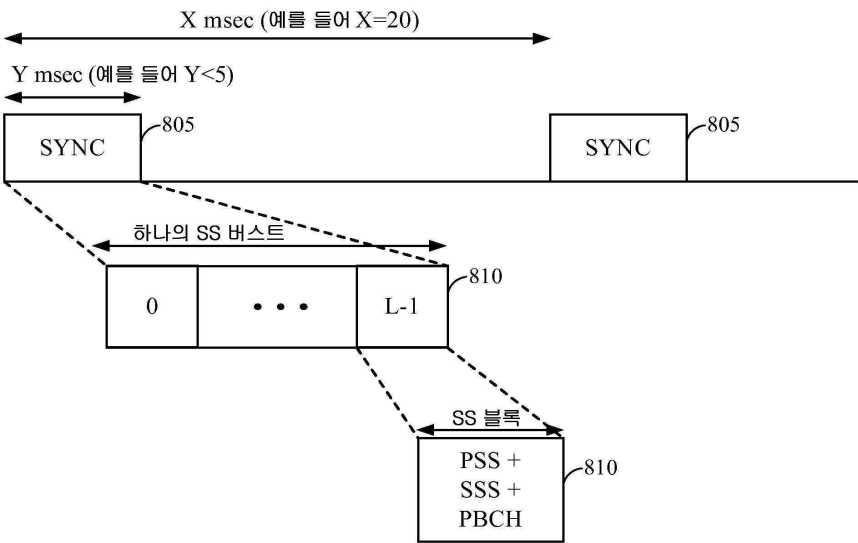 X msec (예를 들어 X=20)
Y msec (예를 들어 Y<5)
SYNC
805
SYNC
805
하나의 SS 버스트
0
• • •
L-1
810
SS 블록
PSS +
SSS +
PBCH
810